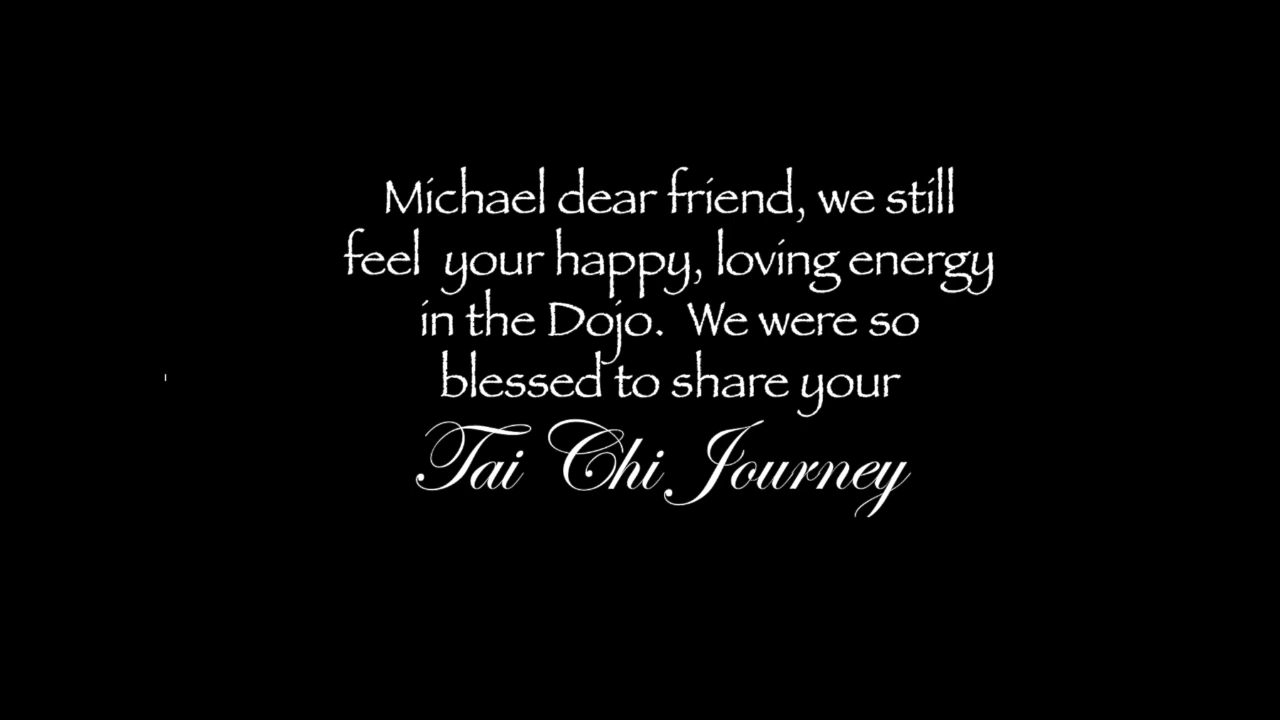 Michael dear friend, we still
feel  your happy, loving energy
in the Dojo.  We were so
blessed to share your
Tai Chi Journey